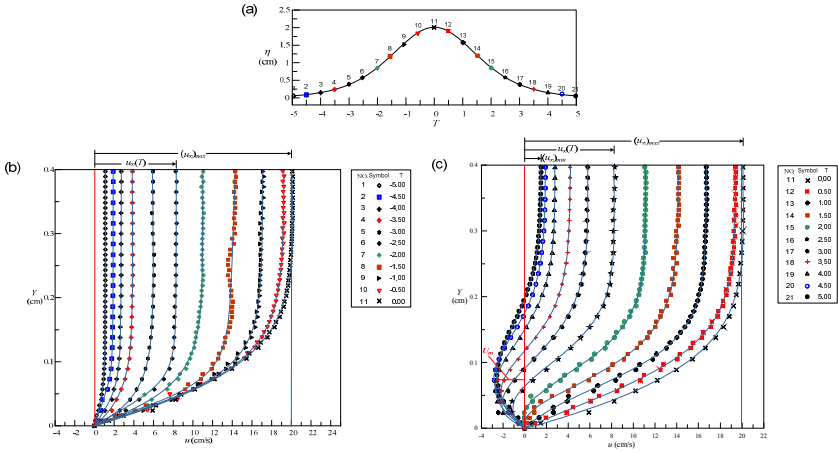 (a)
2.5
2
1.5
1
0.5
0
η
(cm)
1 2 3 4 5 6 7 8 9 10 11 12 13 14 15 16 17 18 19 20 21
-5 -4 -3 -2 -1 0 1 2 3 4 5
T
(b)
(u∞)max
u∞(T)
0.4
0.3
0.2
0.1
0
Y
(cm)
-4 -2 0 2 4 6 8 10 12 14 16 18 20 22 24
u (cm/s)
NO. Symbol T
1 -5.00
2 -4.50
3 -4.00
4 -3.50
5 -3.00
6 -2.50
7 -2.00
8 -1.50
9 -1.00
10 -0.50
11 0.00
(c)
(u∞)max
u∞(T)
(u∞)min
0.4
0.3
0.2
0.1
0
Y
(cm)
-4 -2 0 2 4 6 8 10 12 14 16 18 20 22
u (cm/s)
NO. Symbol T
11 0.00
12 0.50
13 1.00
14 1.50
15 2.00
16 2.50
17 3.00
18 3.50
19 4.00
20 4.50
21 5.00